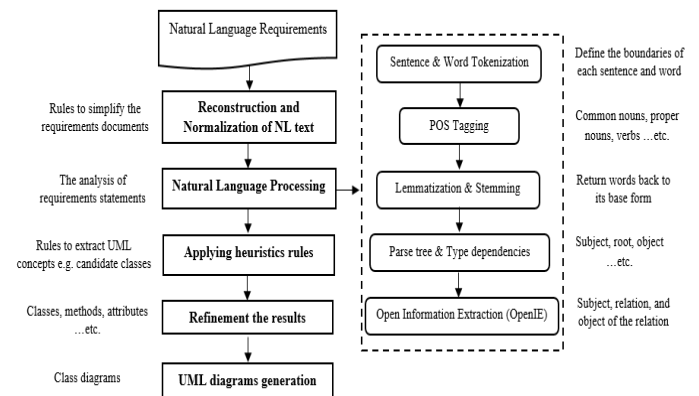 Natural Language Requirements
Rules to simplify the
requirements documents
Reconstruction and
Normalization of NL text
The analysis of
requirements statements
Natural Language Processing
Rules to extract UML
concepts e.g. candidate classes
Applying heuristics rules
Classes, methods, attributes
...etc.
Refinement the results
Class diagrams
UML diagrams generation
Sentence & Word Tokenization
Define the boundaries of
each sentence and word
POS Tagging
Common nouns, proper
nouns, verbs ...etc.
Lemmatization & Stemming
Return words back to
its base form
Parse tree & Type dependencies
Subject, root, object
...etc.
Open Information Extraction (OpenIE)
Subject, relation, and
object of the relation